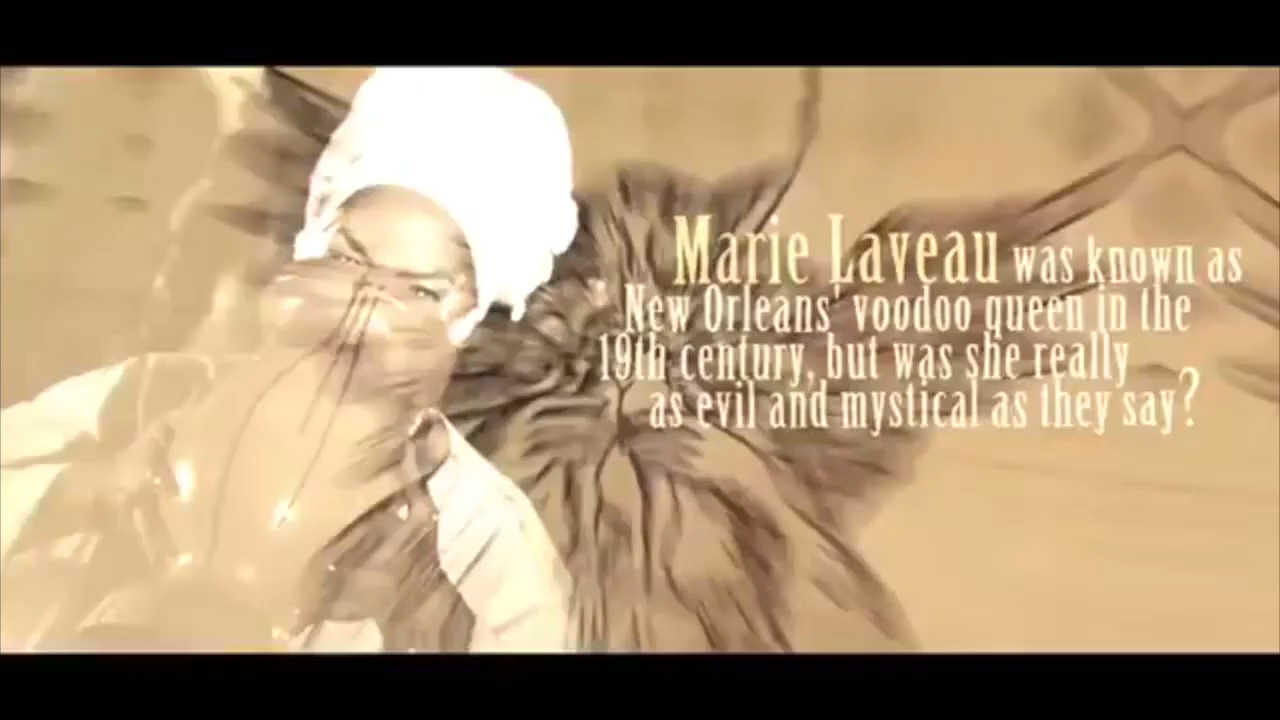 Marie Laveau was known as
New Orleans' voodoo queen in the
19th century, but was she really
as evil and mystical as they say?